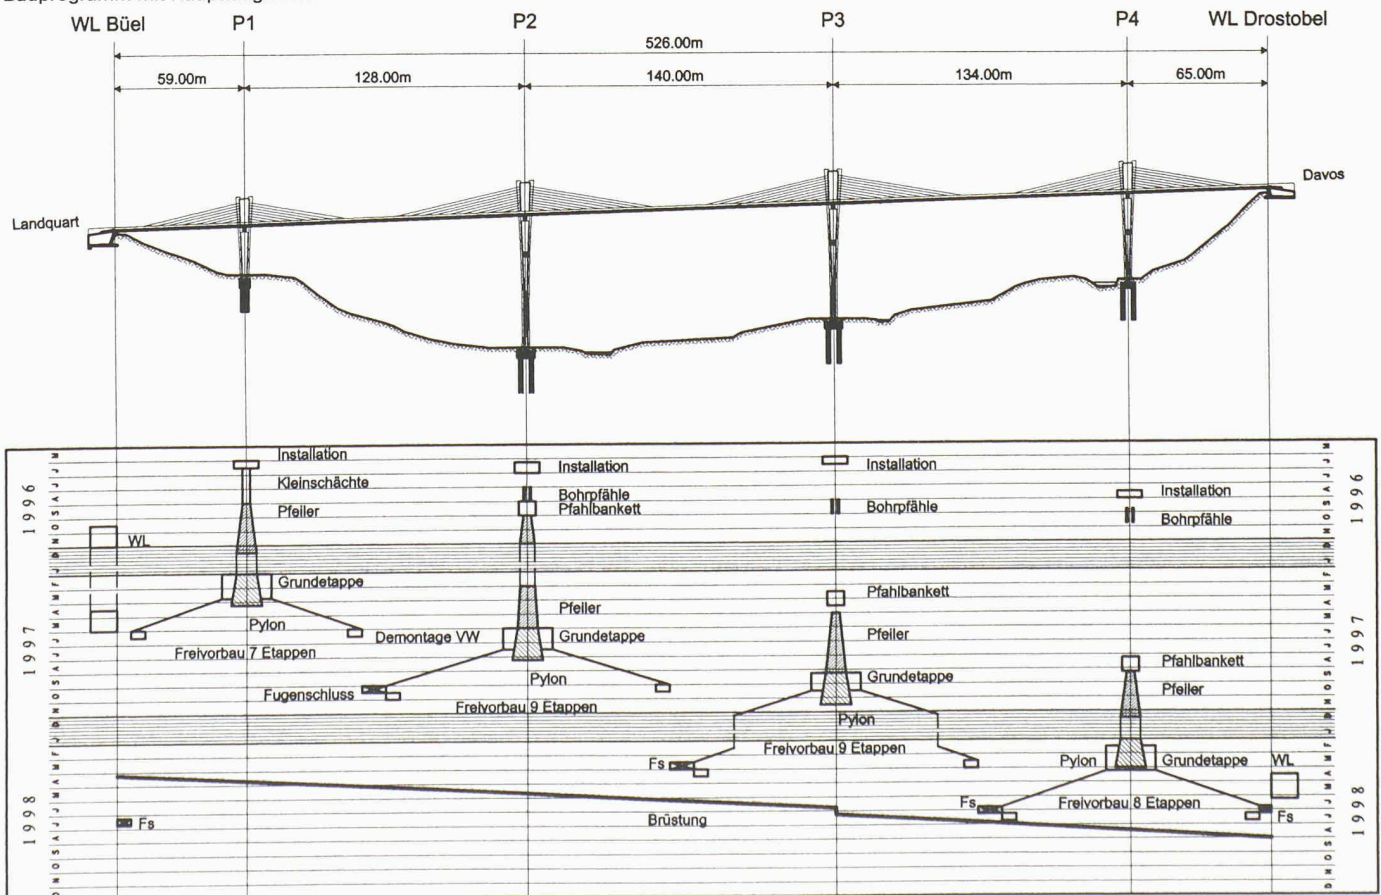 WL Büel P1 P2 P3 P4 WL Drostobel
526.00m
59.00m 128.00m 140.00m 134.00m 65.00m
Davos
Landquart
1996
1997
1998
M J J A S O N D
J F M A M J J A S O N D
J F M A M J J A S O N D
WL
Installation
Kleinschächte
Pfeiler
Grundetappe
Pylon
Freivorbau 7 Etappen
Installation
Bohrpfähle
Pfahlbankett
Pfeiler
Demontage VW
Grundetappe
Pylon
Fugenschluss
Freivorbau 9 Etappen
Installation
Bohrpfähle
Pfahlbankett
Pfeiler
Grundetappe
Pylon
Freivorbau 9 Etappen
Fs
Installation
Bohrpfähle
Pfahlbankett
Pfeiler
Pylon
Grundetappe
WL
Fs
Freivorbau 8 Etappen
Fs
Fs
Brüstung
M J J A S O N D
J F M A M J J A S O N D
J F M A M J J A S O N D
1996
1997
1998